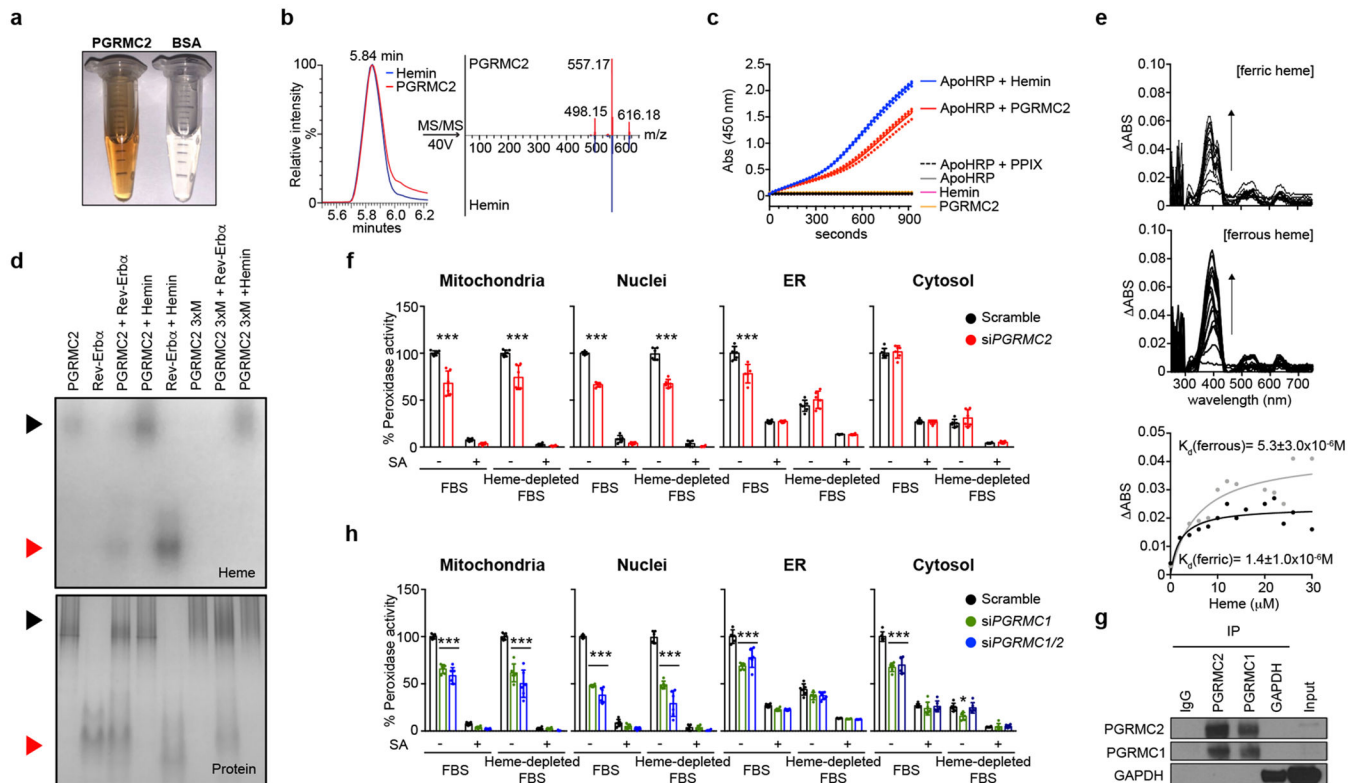 a
PGRMC2 BSA
b
5.84 min
Hemin
PGRMC2
Relative intensity
100
%
0
5.6 5.8 6.0 6.2
minutes
MS/MS
40V
PGRMC2
557.17
498.15
616.18
m/z
100 200 300 400 500 600
Hemin
c
Abs (450 nm)
2.5
2.0
1.5
1.0
0.5
0.0
0 300 600 900
seconds
ApoHRP + Hemin
ApoHRP + PGRMC2
ApoHRP + PPIX
ApoHRP
Hemin
PGRMC2
d
PGRMC2
Rev-Erbα
PGRMC2 + Rev-Erbα
PGRMC2 + Hemin
Rev-Erbα + Hemin
PGRMC2 3xM
PGRMC2 3xM + Rev-Erbα
PGRMC2 3xM +Hemin
Heme
Protein
e
[ferric heme]
ΔABS
0.10
0.08
0.06
0.04
0.02
0
[ferrous heme]
ΔABS
0.10
0.08
0.06
0.04
0.02
0
300 400 500 600 700
wavelength (nm)
ΔABS
0.05
0.04
0.03
0.02
0.01
0
Kd(ferrous)= 5.3±3.0x10-6M
Kd(ferric)= 1.4±1.0x10-6M
0 10 20 30
Heme (μM)
f
Mitochondria Nuclei ER Cytosol
% Peroxidase activity
150
100
50
0
*** *** *** *** ***
Scramble
siPGRMC2
SA - + - + - + - + - + - + - + - +
FBS Heme-depleted FBS FBS Heme-depleted FBS FBS Heme-depleted FBS FBS Heme-depleted FBS
g
IP
IgG
PGRMC2
PGRMC1
GAPDH
Input
PGRMC2
PGRMC1
GAPDH
h
Mitochondria Nuclei ER Cytosol
% Peroxidase activity
150
100
50
0
*** *** *** *** *** *** *
Scramble
siPGRMC1
siPGRMC1/2
SA - + - + - + - + - + - + - + - +
FBS Heme-depleted FBS FBS Heme-depleted FBS FBS Heme-depleted FBS FBS Heme-depleted FBS